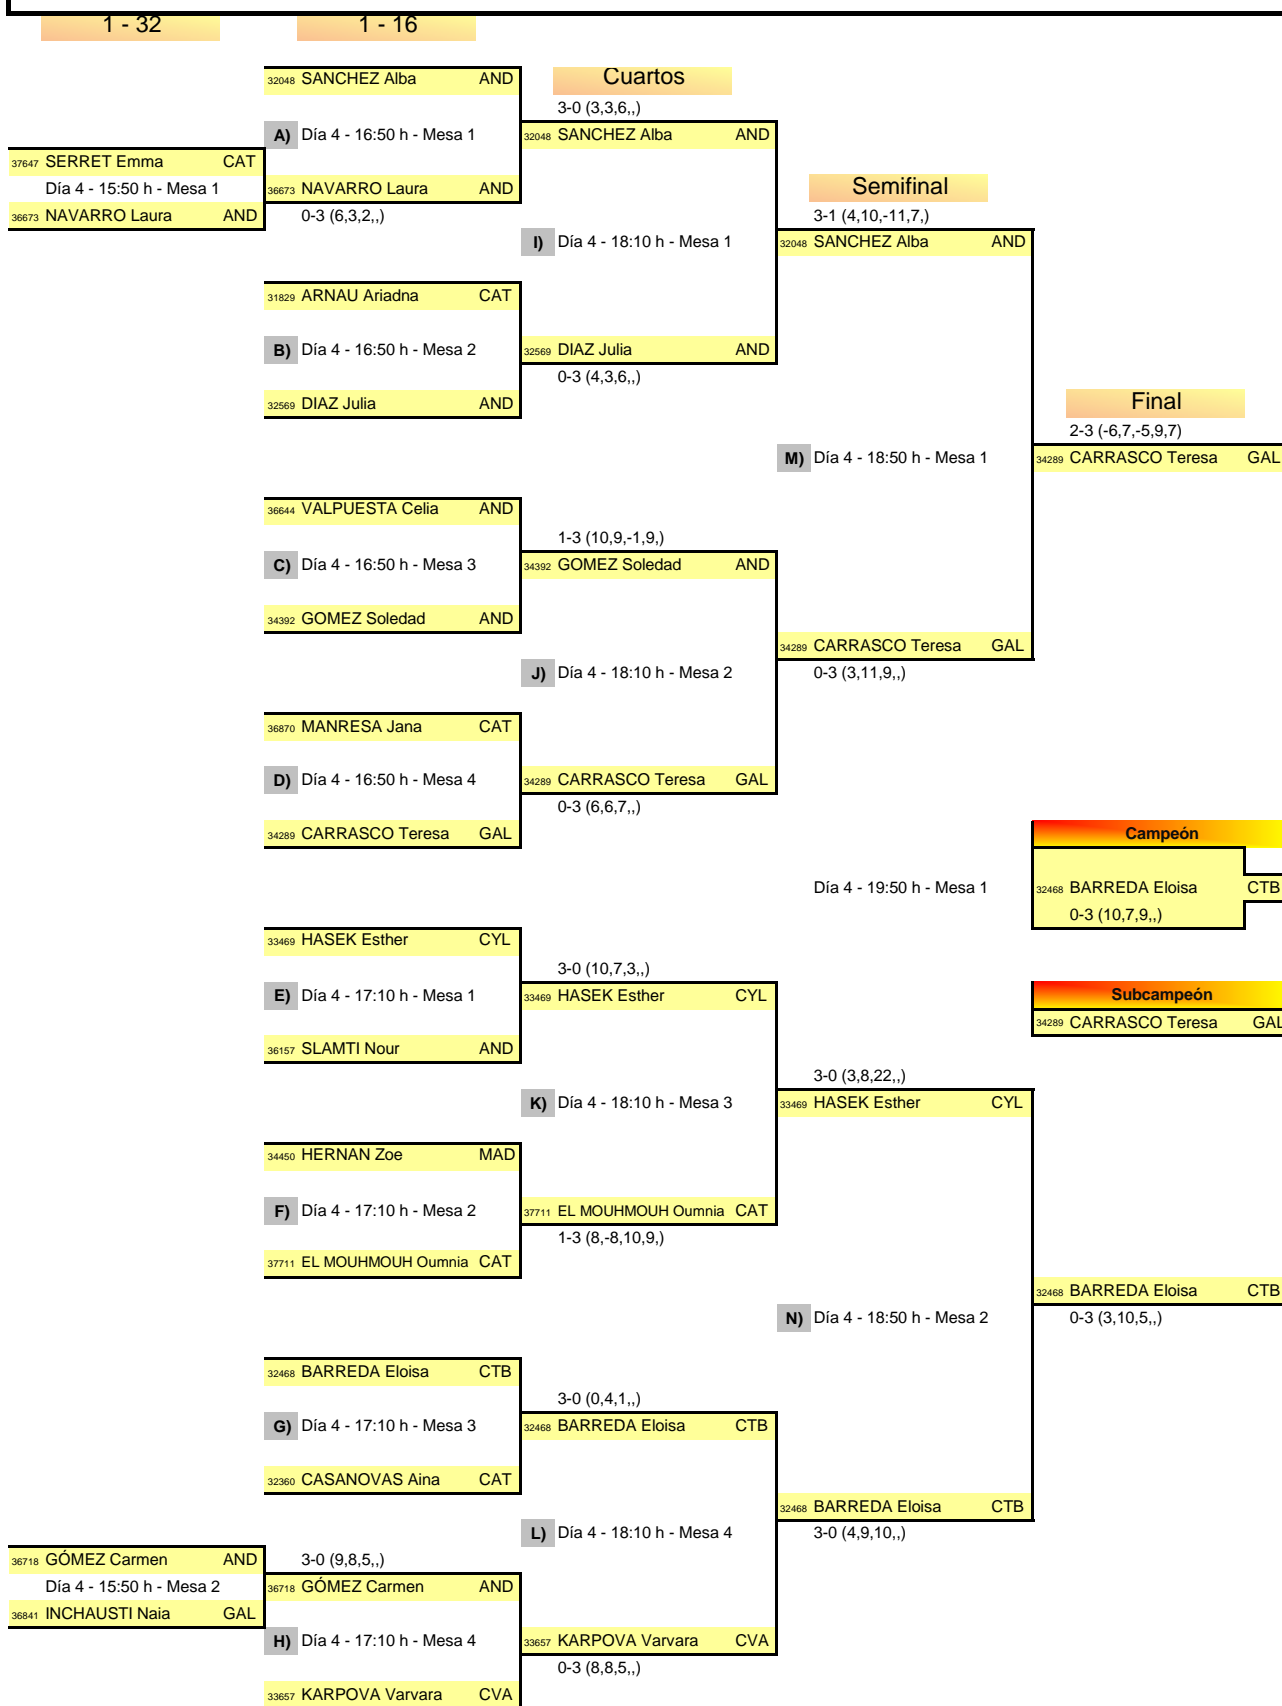 1 - 32 1 - 16
32048 SANCHEZ Alba AND Cuartos
3-0 (3,3,6,,)
A) Día 4 - 16:50 h - Mesa 1 32048 SANCHEZ Alba AND
37647 SERRET Emma CAT
Día 4 - 15:50 h - Mesa 1 36673 NAVARRO Laura AND Semifinal
36673 NAVARRO Laura AND 0-3 (6,3,2,,) 3-1 (4,10,-11,7,)
I) Día 4 - 18:10 h - Mesa 1 32048 SANCHEZ Alba AND
31829 ARNAU Ariadna CAT
B) Día 4 - 16:50 h - Mesa 2 32569 DIAZ Julia AND
0-3 (4,3,6,,)
32569 DIAZ Julia AND Final
2-3 (-6,7,-5,9,7)
M) Día 4 - 18:50 h - Mesa 1 34289 CARRASCO Teresa GAL
36644 VALPUESTA Celia AND
1-3 (10,9,-1,9,)
C) Día 4 - 16:50 h - Mesa 3 34392 GOMEZ Soledad AND
34392 GOMEZ Soledad AND
34289 CARRASCO Teresa GAL
J) Día 4 - 18:10 h - Mesa 2 0-3 (3,11,9,,)
36870 MANRESA Jana CAT
D) Día 4 - 16:50 h - Mesa 4 34289 CARRASCO Teresa GAL
0-3 (6,6,7,,)
34289 CARRASCO Teresa GAL Campeón
Día 4 - 19:50 h - Mesa 1 32468 BARREDA Eloisa CTB
0-3 (10,7,9,,)
33469 HASEK Esther CYL
3-0 (10,7,3,,)
E) Día 4 - 17:10 h - Mesa 1 33469 HASEK Esther CYL Subcampeón
34289 CARRASCO Teresa GAL
36157 SLAMTI Nour AND
3-0 (3,8,22,,)
K) Día 4 - 18:10 h - Mesa 3 33469 HASEK Esther CYL
34450 HERNAN Zoe MAD
F) Día 4 - 17:10 h - Mesa 2 37711 EL MOUHMOUH Oumnia CAT
1-3 (8,-8,10,9,)
37711 EL MOUHMOUH Oumnia CAT
32468 BARREDA Eloisa CTB
N) Día 4 - 18:50 h - Mesa 2 0-3 (3,10,5,,)
32468 BARREDA Eloisa CTB
3-0 (0,4,1,,)
G) Día 4 - 17:10 h - Mesa 3 32468 BARREDA Eloisa CTB
32360 CASANOVAS Aina CAT
32468 BARREDA Eloisa CTB
L) Día 4 - 18:10 h - Mesa 4 3-0 (4,9,10,,)
36718 GÓMEZ Carmen AND 3-0 (9,8,5,,)
Día 4 - 15:50 h - Mesa 2 36718 GÓMEZ Carmen AND
36841 INCHAUSTI Naia GAL
H) Día 4 - 17:10 h - Mesa 4 33657 KARPOVA Varvara CVA
0-3 (8,8,5,,)
33657 KARPOVA Varvara CVA